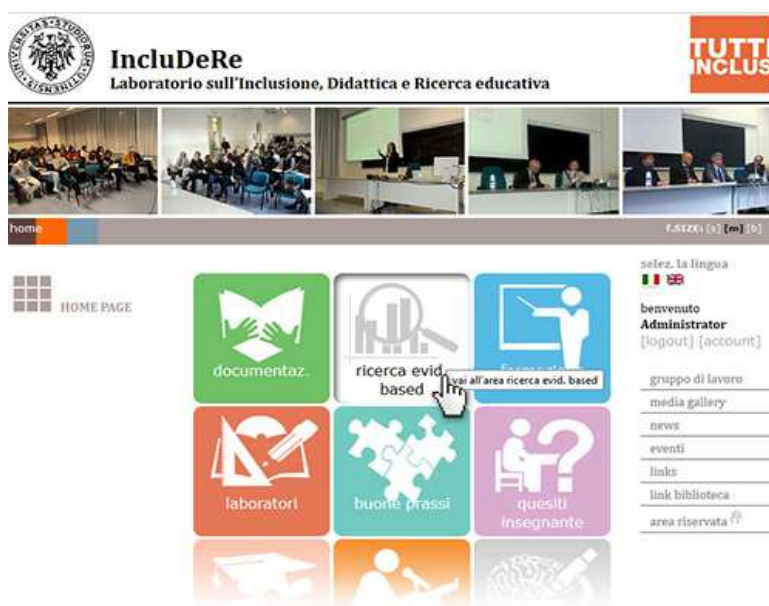 IncluDeRe
Laboratorio sull'Inclusione, Didattica e Ricerca educativa
TUTTI
INCLUS
home
f.SIZE: [s] [m] [b]
HOME PAGE
documentaz.
ricerca evid.
based
vai all'area ricerca evid. based
laboratori
buone prassi
quesiti
insegnante
selez. la lingua
benvenuto
Administrator
[logout] [account]
gruppo di lavoro
media gallery
news
eventi
links
link biblioteca
area riservata